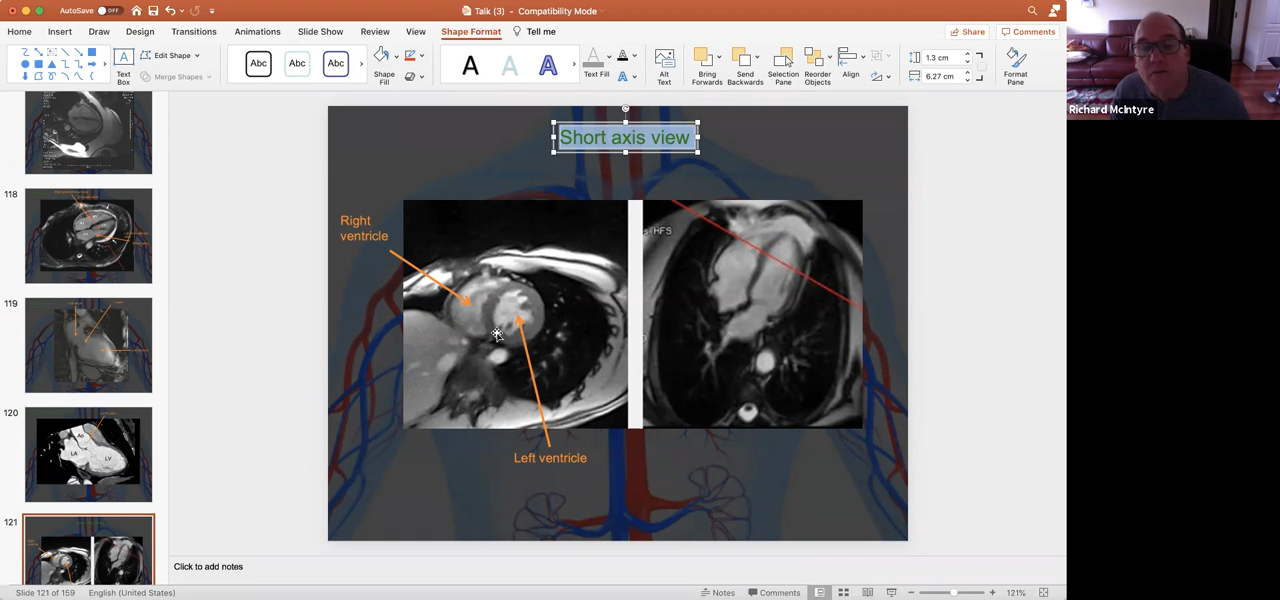 AutoSave OFF
Talk (3) - Compatibility Mode
Home Insert Draw Design Transitions Animations Slide Show Review View Shape Format Tell me Share Comments
Text Box
Edit Shape
Merge Shapes
Abc Abc Abc
Shape Fill
A A A
Text Fill
Alt Text
Bring Forwards
Send Backwards
Selection Pane
Reorder Objects
Align
1.3 cm
6.27 cm
Format Pane
Richard McIntyre
118
119
120
Ao
LA
LV
121
Short axis view
Right
ventricle
s HFS
Left ventricle
Click to add notes
Slide 121 of 159 English (United States) Notes Comments 121%